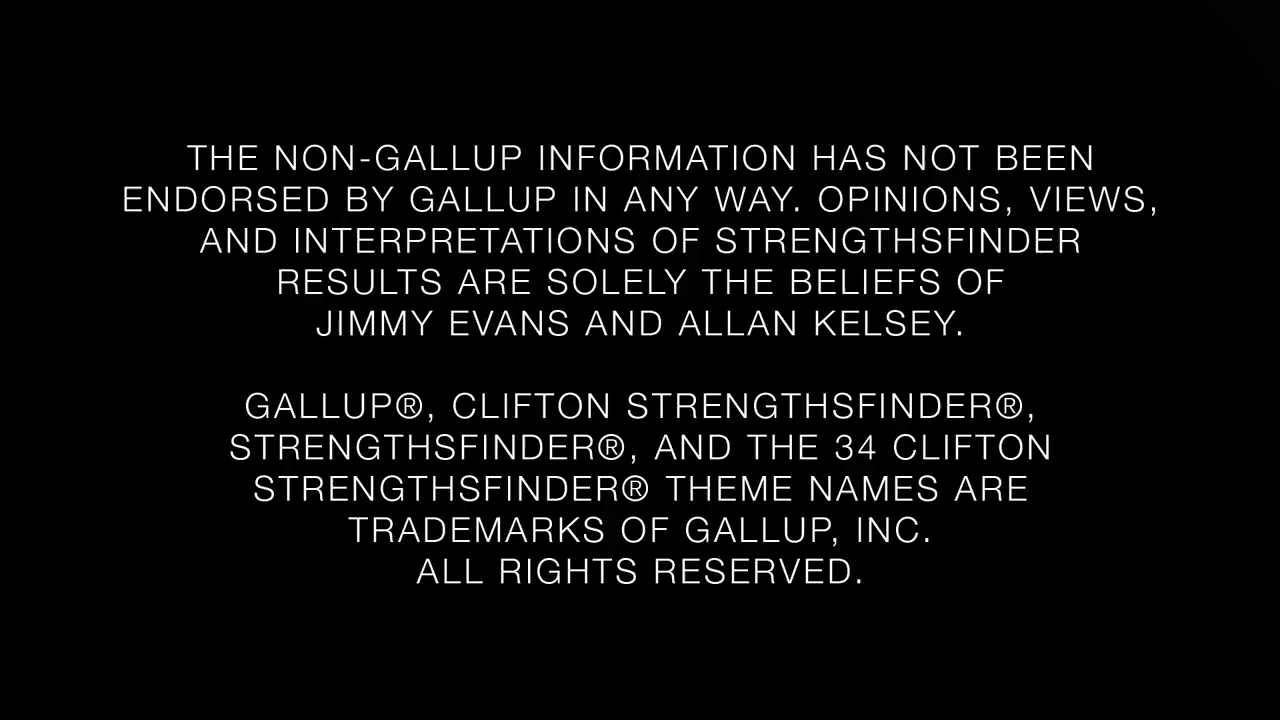 THE NON-GALLUP INFORMATION HAS NOT BEEN
ENDORSED BY GALLUP IN ANY WAY. OPINIONS, VIEWS,
AND INTERPRETATIONS OF STRENGTHSFINDER
RESULTS ARE SOLELY THE BELIEFS OF
JIMMY EVANS AND ALLAN KELSEY.
GALLUP®, CLIFTON STRENGTHSFINDER®,
STRENGTHSFINDER®, AND THE 34 CLIFTON
STRENGTHSFINDER® THEME NAMES ARE
TRADEMARKS OF GALLUP, INC.
ALL RIGHTS RESERVED.